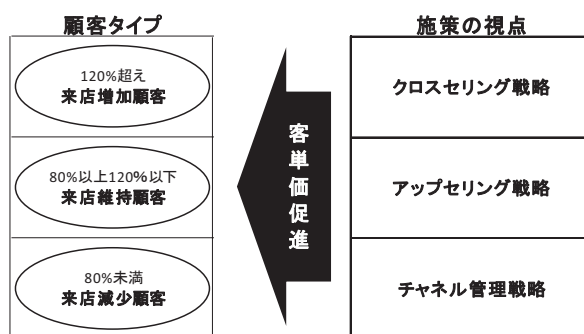 顧客タイプ
120%超え
来店増加顧客
80%以上120%以下
来店維持顧客
80%未満
来店減少顧客
客単価促進
施策の視点
クロスセリング戦略
アップセリング戦略
チャネル管理戦略